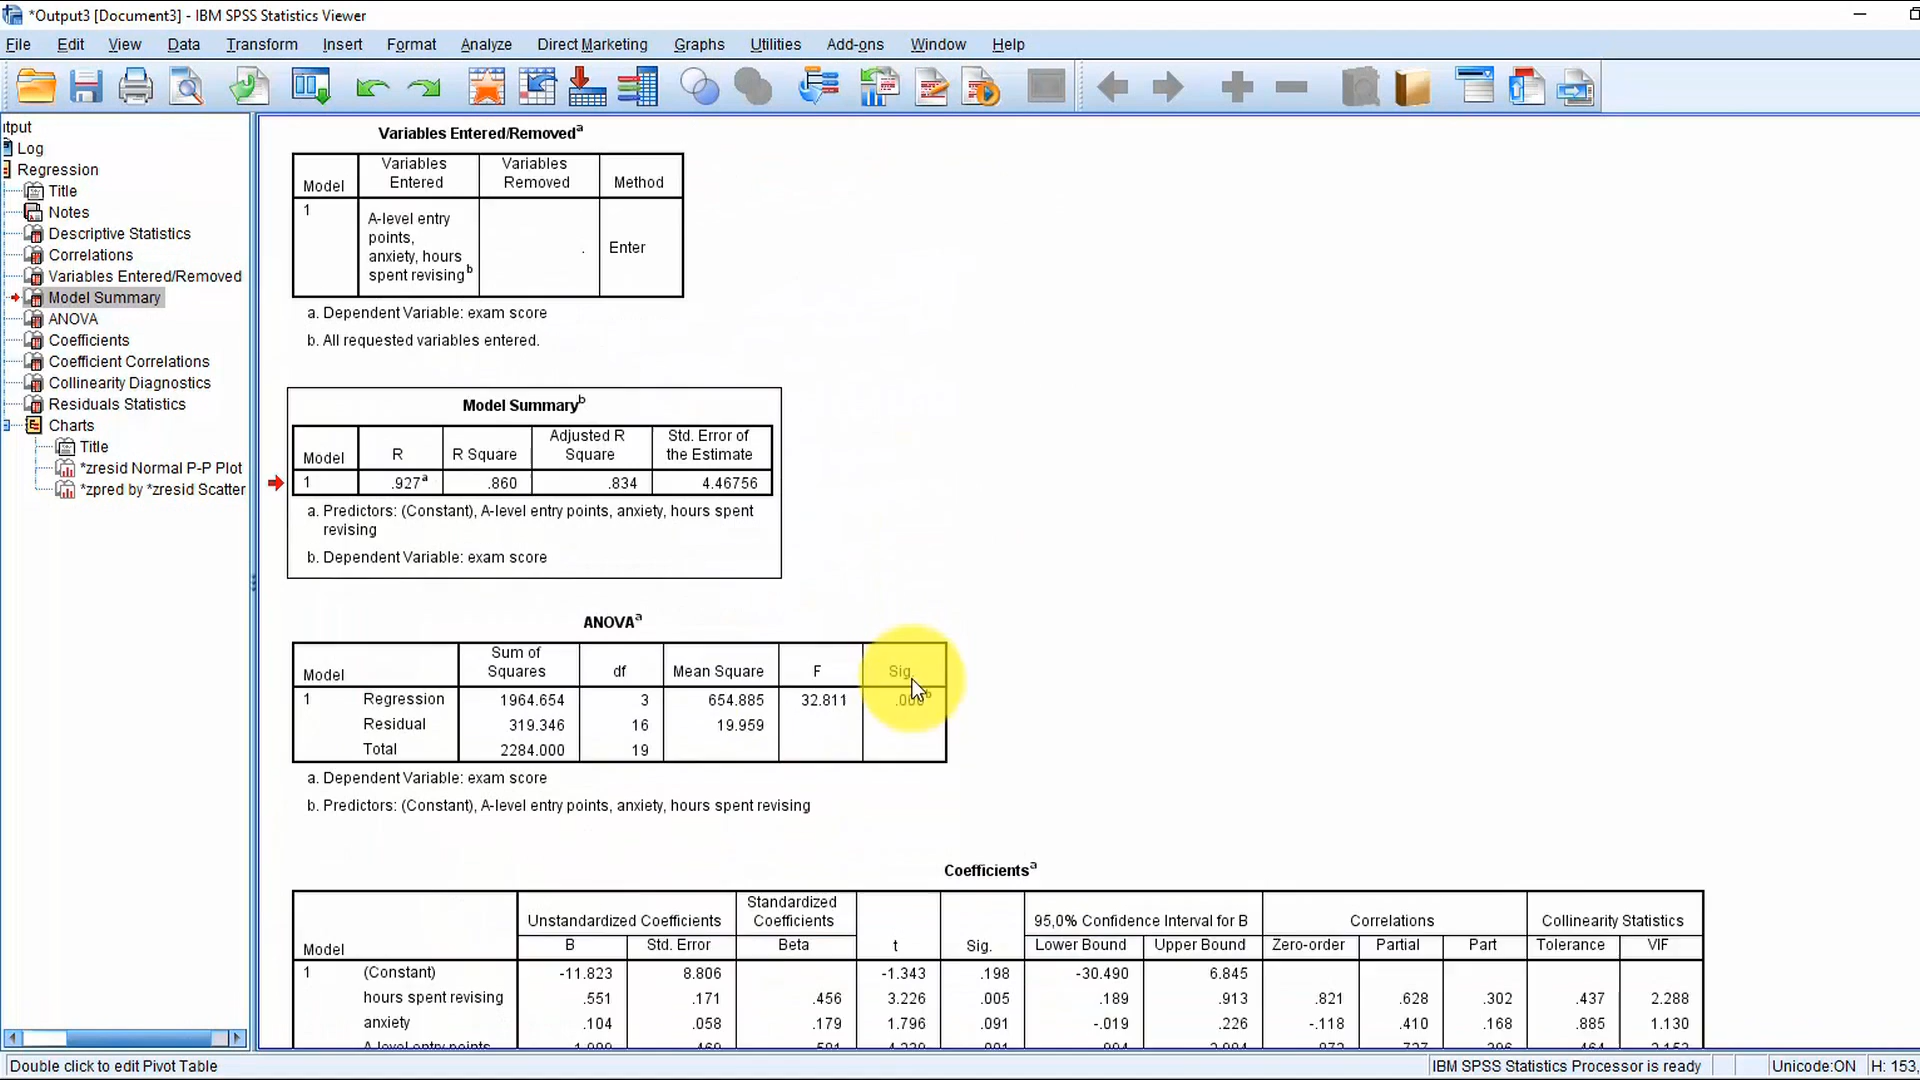 *Output3 [Document3] - IBM SPSS Statistics Viewer
File Edit View Data Transform Insert Format Analyze Direct Marketing Graphs Utilities Add-ons Window Help
tput
Log
Regression
Title
Notes
Descriptive Statistics
Correlations
Variables Entered/Removed
Model Summary
ANOVA
Coefficients
Coefficient Correlations
Collinearity Diagnostics
Residuals Statistics
Charts
Title
*zresid Normal P-P Plot
*zpred by *zresid Scatter
Variables Entered/Removedᵃ
Model Variables Entered Variables Removed Method
1 A-level entry points, anxiety, hours spent revisingᵇ . Enter
a. Dependent Variable: exam score
b. All requested variables entered.
Model Summaryᵇ
Model R R Square Adjusted R Square Std. Error of the Estimate
1 .927ᵃ .860 .834 4.46756
a. Predictors: (Constant), A-level entry points, anxiety, hours spent
revising
b. Dependent Variable: exam score
ANOVAᵃ
Model Sum of Squares df Mean Square F Sig.
1 Regression 1964.654 3 654.885 32.811 .000ᵇ
Residual 319.346 16 19.959
Total 2284.000 19
a. Dependent Variable: exam score
b. Predictors: (Constant), A-level entry points, anxiety, hours spent revising
Coefficientsᵃ
Unstandardized Coefficients Standardized Coefficients 95,0% Confidence Interval for B Correlations Collinearity Statistics
Model B Std. Error Beta t Sig. Lower Bound Upper Bound Zero-order Partial Part Tolerance VIF
1 (Constant) -11.823 8.806 -1.343 .198 -30.490 6.845
hours spent revising .551 .171 .456 3.226 .005 .189 .913 .821 .628 .302 .437 2.288
anxiety .104 .058 .179 1.796 .091 -.019 .226 -.118 .410 .168 .885 1.130
A-level entry points
Double click to edit Pivot Table
IBM SPSS Statistics Processor is ready Unicode:ON H: 153,